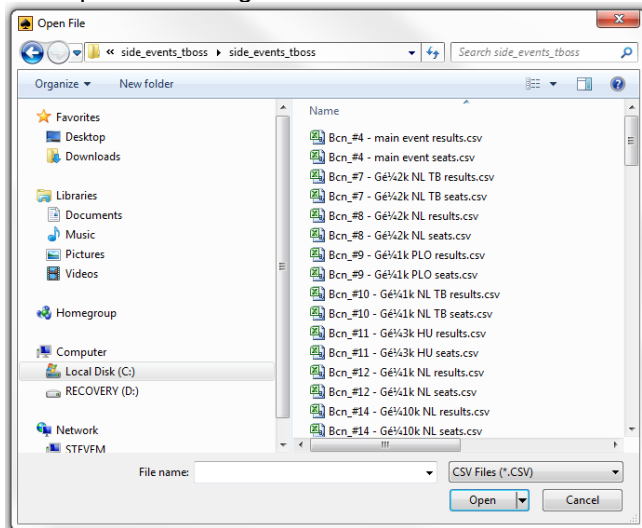 Open File
« side_events_tboss ▸ side_events_tboss
Search side_events_tboss
Organize ▾ New folder
Favorites
Desktop
Downloads
Libraries
Documents
Music
Pictures
Videos
Homegroup
Computer
Local Disk (C:)
RECOVERY (D:)
Network
STEVEM
Name
Bcn_#4 - main event results.csv
Bcn_#4 - main event seats.csv
Bcn_#7 - Gé¼2k NL TB results.csv
Bcn_#7 - Gé¼2k NL TB seats.csv
Bcn_#8 - Gé¼2k NL results.csv
Bcn_#8 - Gé¼2k NL seats.csv
Bcn_#9 - Gé¼1k PLO results.csv
Bcn_#9 - Gé¼1k PLO seats.csv
Bcn_#10 - Gé¼1k NL TB results.csv
Bcn_#10 - Gé¼1k NL TB seats.csv
Bcn_#11 - Gé¼3k HU results.csv
Bcn_#11 - Gé¼3k HU seats.csv
Bcn_#12 - Gé¼1k NL results.csv
Bcn_#12 - Gé¼1k NL seats.csv
Bcn_#14 - Gé¼10k NL results.csv
Bcn_#14 - Gé¼10k NL seats.csv
File name:
CSV Files (*.CSV)
Open
Cancel